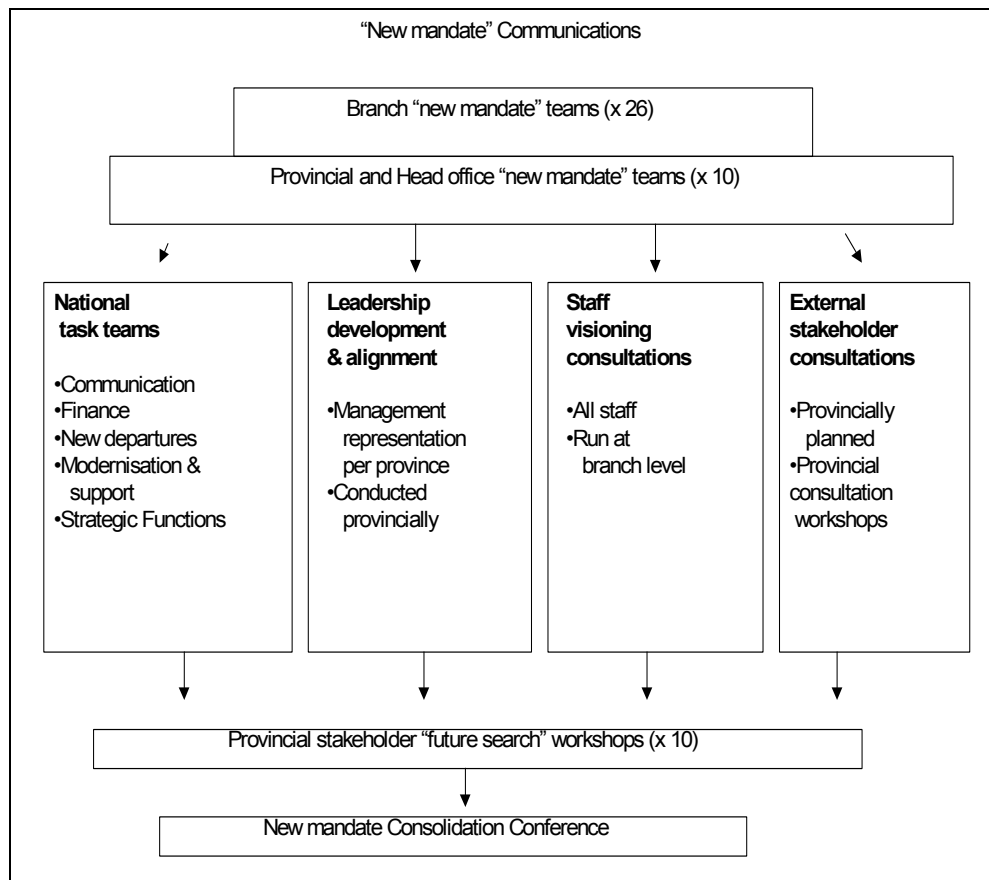 “New mandate” Communications
Branch “new mandate” teams (x 26)
Provincial and Head office “new mandate” teams (x 10)
National
task teams
•Communication
•Finance
•New departures
•Modernisation &
support
•Strategic Functions
Leadership
development
& alignment
•Management
representation
per province
•Conducted
provincially
Staff
visioning
consultations
•All staff
•Run at
branch level
External
stakeholder
consultations
•Provincially
planned
•Provincial
consultation
workshops
Provincial stakeholder “future search” workshops (x 10)
New mandate Consolidation Conference